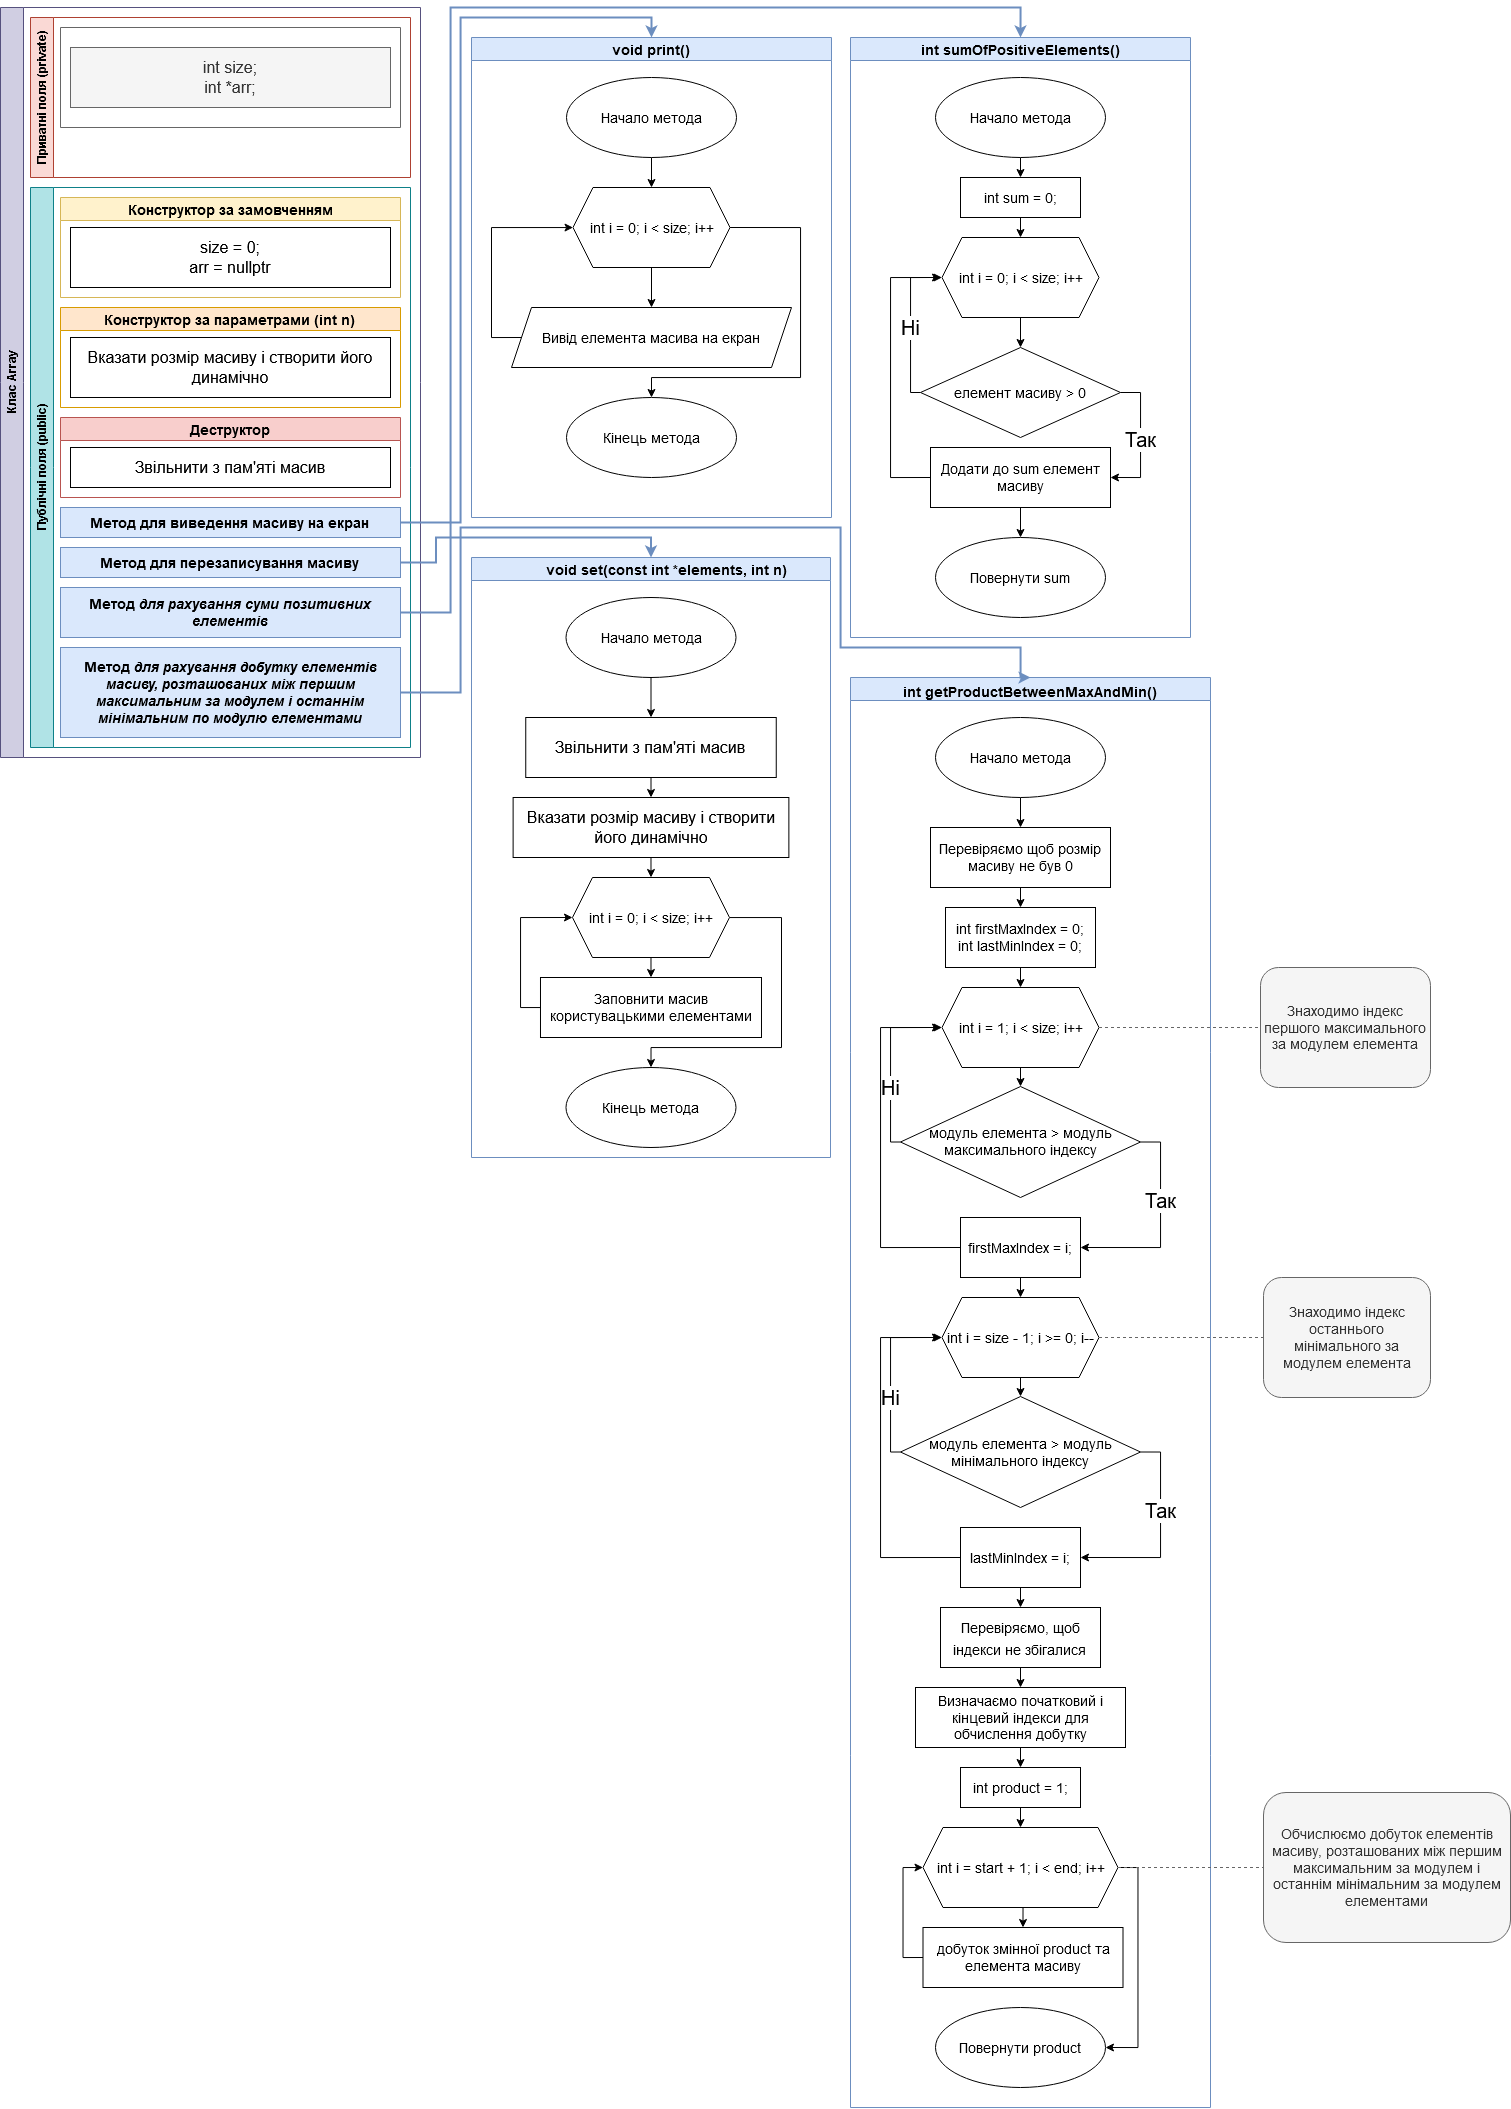 Клас Array
Приватні поля (private)
int size;
int *arr;
Публічні поля (public)
Конструктор за замовченням
size = 0;
arr = nullptr
Конструктор за параметрами (int n)
Вказати розмір масиву і створити його
динамічно
Деструктор
Звільнити з пам'яті масив
Метод для виведення масиву на екран
Метод для перезаписування масиву
Метод для рахування суми позитивних
елементів
Метод для рахування добутку елементів
масиву, розташованих між першим
максимальним за модулем і останнім
мінімальним по модулю елементами
void print()
Начало метода
int i = 0; i < size; i++
Вивід елемента масива на екран
Кінець метода
int sumOfPositiveElements()
Начало метода
int sum = 0;
int i = 0; i < size; i++
Ні
елемент масиву > 0
Так
Додати до sum елемент
масиву
Повернути sum
void set(const int *elements, int n)
Начало метода
Звільнити з пам'яті масив
Вказати розмір масиву і створити
його динамічно
int i = 0; i < size; i++
Заповнити масив
користувацькими елементами
Кінець метода
int getProductBetweenMaxAndMin()
Начало метода
Перевіряємо щоб розмір
масиву не був 0
int firstMaxIndex = 0;
int lastMinIndex = 0;
int i = 1; i < size; i++
Знаходимо індекс
першого максимального
за модулем елемента
Ні
модуль елемента > модуль
максимального індексу
Так
firstMaxIndex = i;
int i = size - 1; i >= 0; i--
Знаходимо індекс
останнього
мінімального за
модулем елемента
Ні
модуль елемента > модуль
мінімального індексу
Так
lastMinIndex = i;
Перевіряємо, щоб
індекси не збігалися
Визначаємо початковий і
кінцевий індекси для
обчислення добутку
int product = 1;
int i = start + 1; i < end; i++
Обчислюємо добуток елементів
масиву, розташованих між першим
максимальним за модулем і
останнім мінімальним за модулем
елементами
добуток змінної product та
елемента масиву
Повернути product